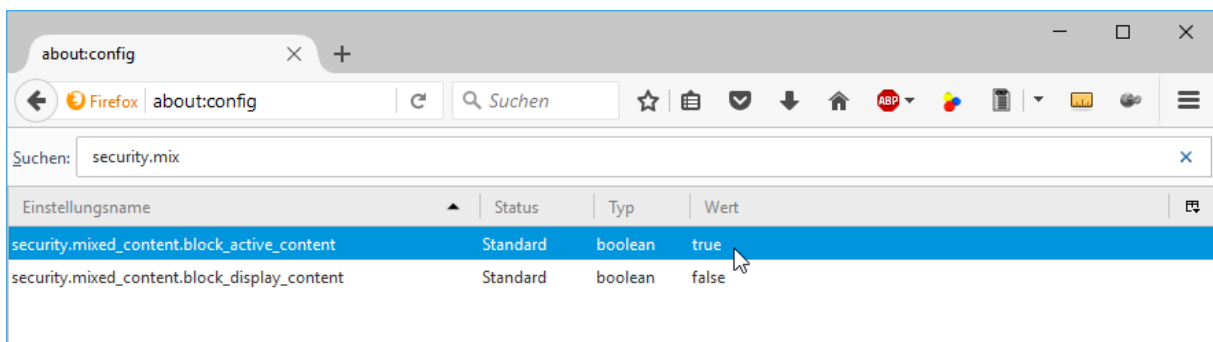 about:config
Firefox about:config Suchen ABP
Suchen: security.mix
Einstellungsname Status Typ Wert
security.mixed_content.block_active_content Standard boolean true
security.mixed_content.block_display_content Standard boolean false